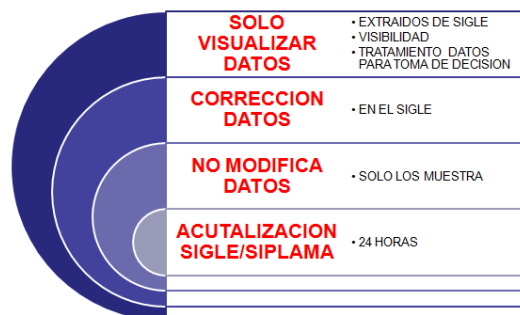 SOLO
VISUALIZAR
DATOS
• EXTRAIDOS DE SIGLE
• VISIBILIDAD
• TRATAMIENTO DATOS
PARA TOMA DE DECISION
CORRECCION
DATOS
• EN EL SIGLE
NO MODIFICA
DATOS
• SOLO LOS MUESTRA
ACUTALIZACION
SIGLE/SIPLAMA
• 24 HORAS